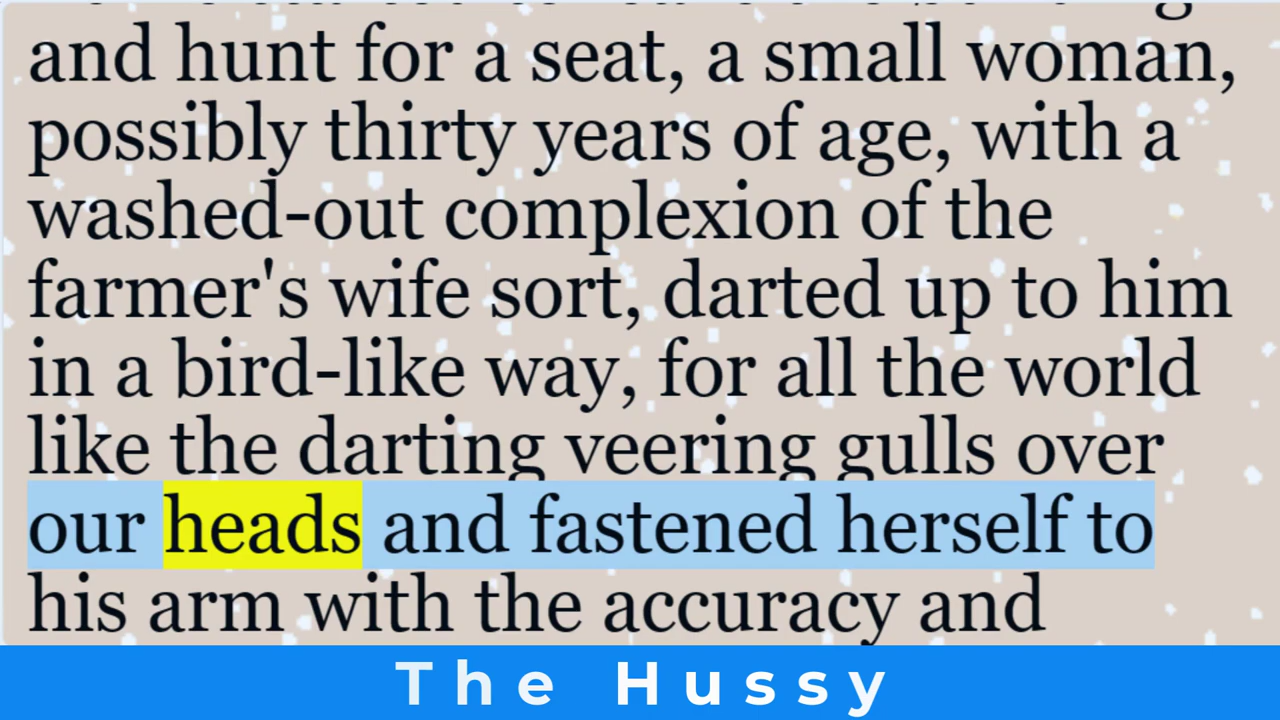 and hunt for a seat, a small woman,
possibly thirty years of age, with a
washed-out complexion of the
farmer's wife sort, darted up to him
in a bird-like way, for all the world
like the darting veering gulls over
our heads and fastened herself to
his arm with the accuracy and
The Hussy